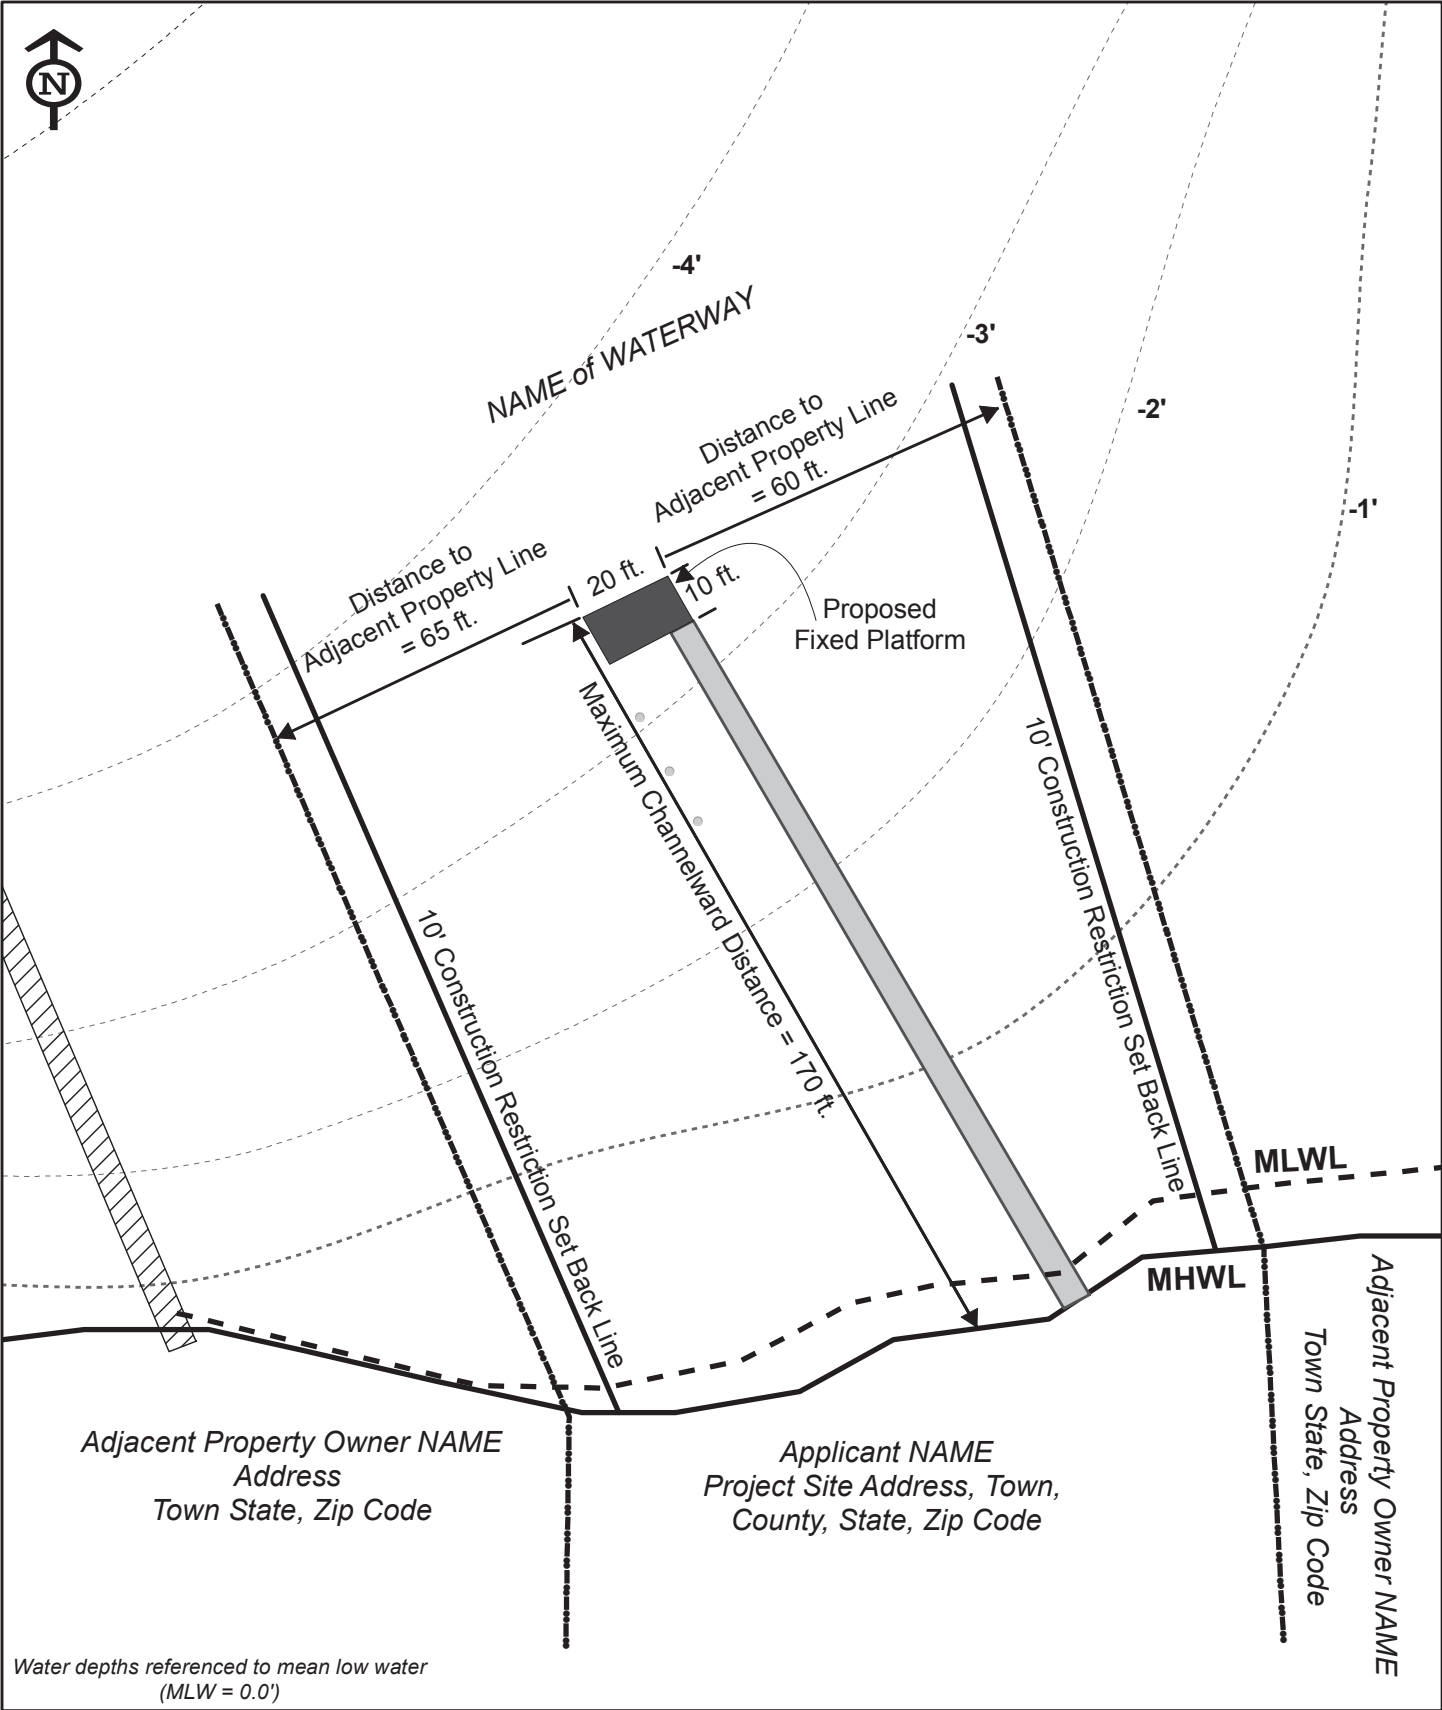 N
-4'
NAME of WATERWAY
-3'
-2'
-1'
Distance to
Adjacent Property Line
= 60 ft.
Distance to
Adjacent Property Line
= 65 ft.
20 ft.
10 ft.
Proposed
Fixed Platform
Maximum Channelward Distance = 170 ft.
10' Construction Restriction Set Back Line
10' Construction Restriction Set Back Line
MLWL
MHWL
Adjacent Property Owner NAME
Address
Town State, Zip Code
Applicant NAME
Project Site Address, Town,
County, State, Zip Code
Adjacent Property Owner NAME
Address
Town State, Zip Code
Water depths referenced to mean low water
(MLW = 0.0')